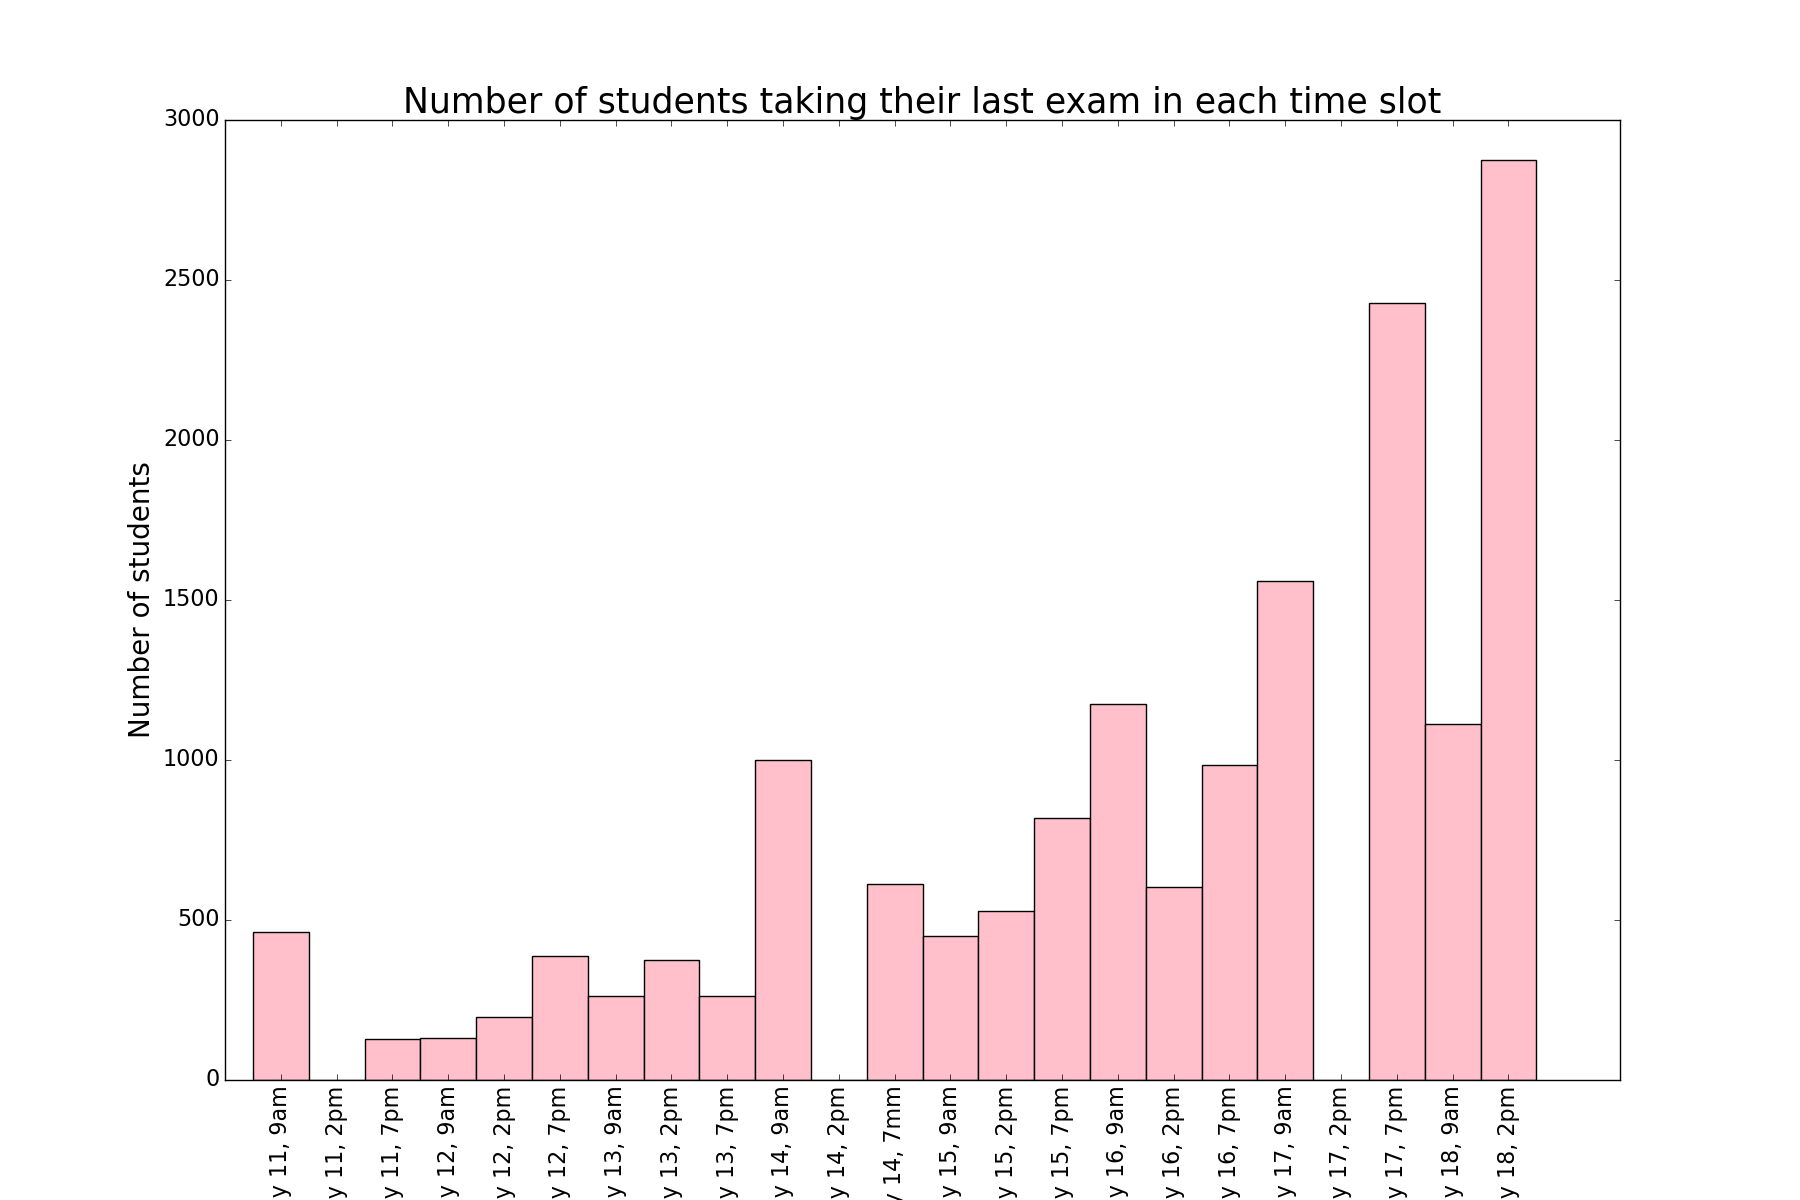 Number of students taking their last exam in each time slot
Number of students
3000
2500
2000
1500
1000
500
0
y 11, 9am
y 11, 2pm
y 11, 7pm
y 12, 9am
y 12, 2pm
y 12, 7pm
y 13, 9am
y 13, 2pm
y 13, 7pm
y 14, 9am
y 14, 2pm
y 14, 7mm
y 15, 9am
y 15, 2pm
y 15, 7pm
y 16, 9am
y 16, 2pm
y 16, 7pm
y 17, 9am
y 17, 2pm
y 17, 7pm
y 18, 9am
y 18, 2pm